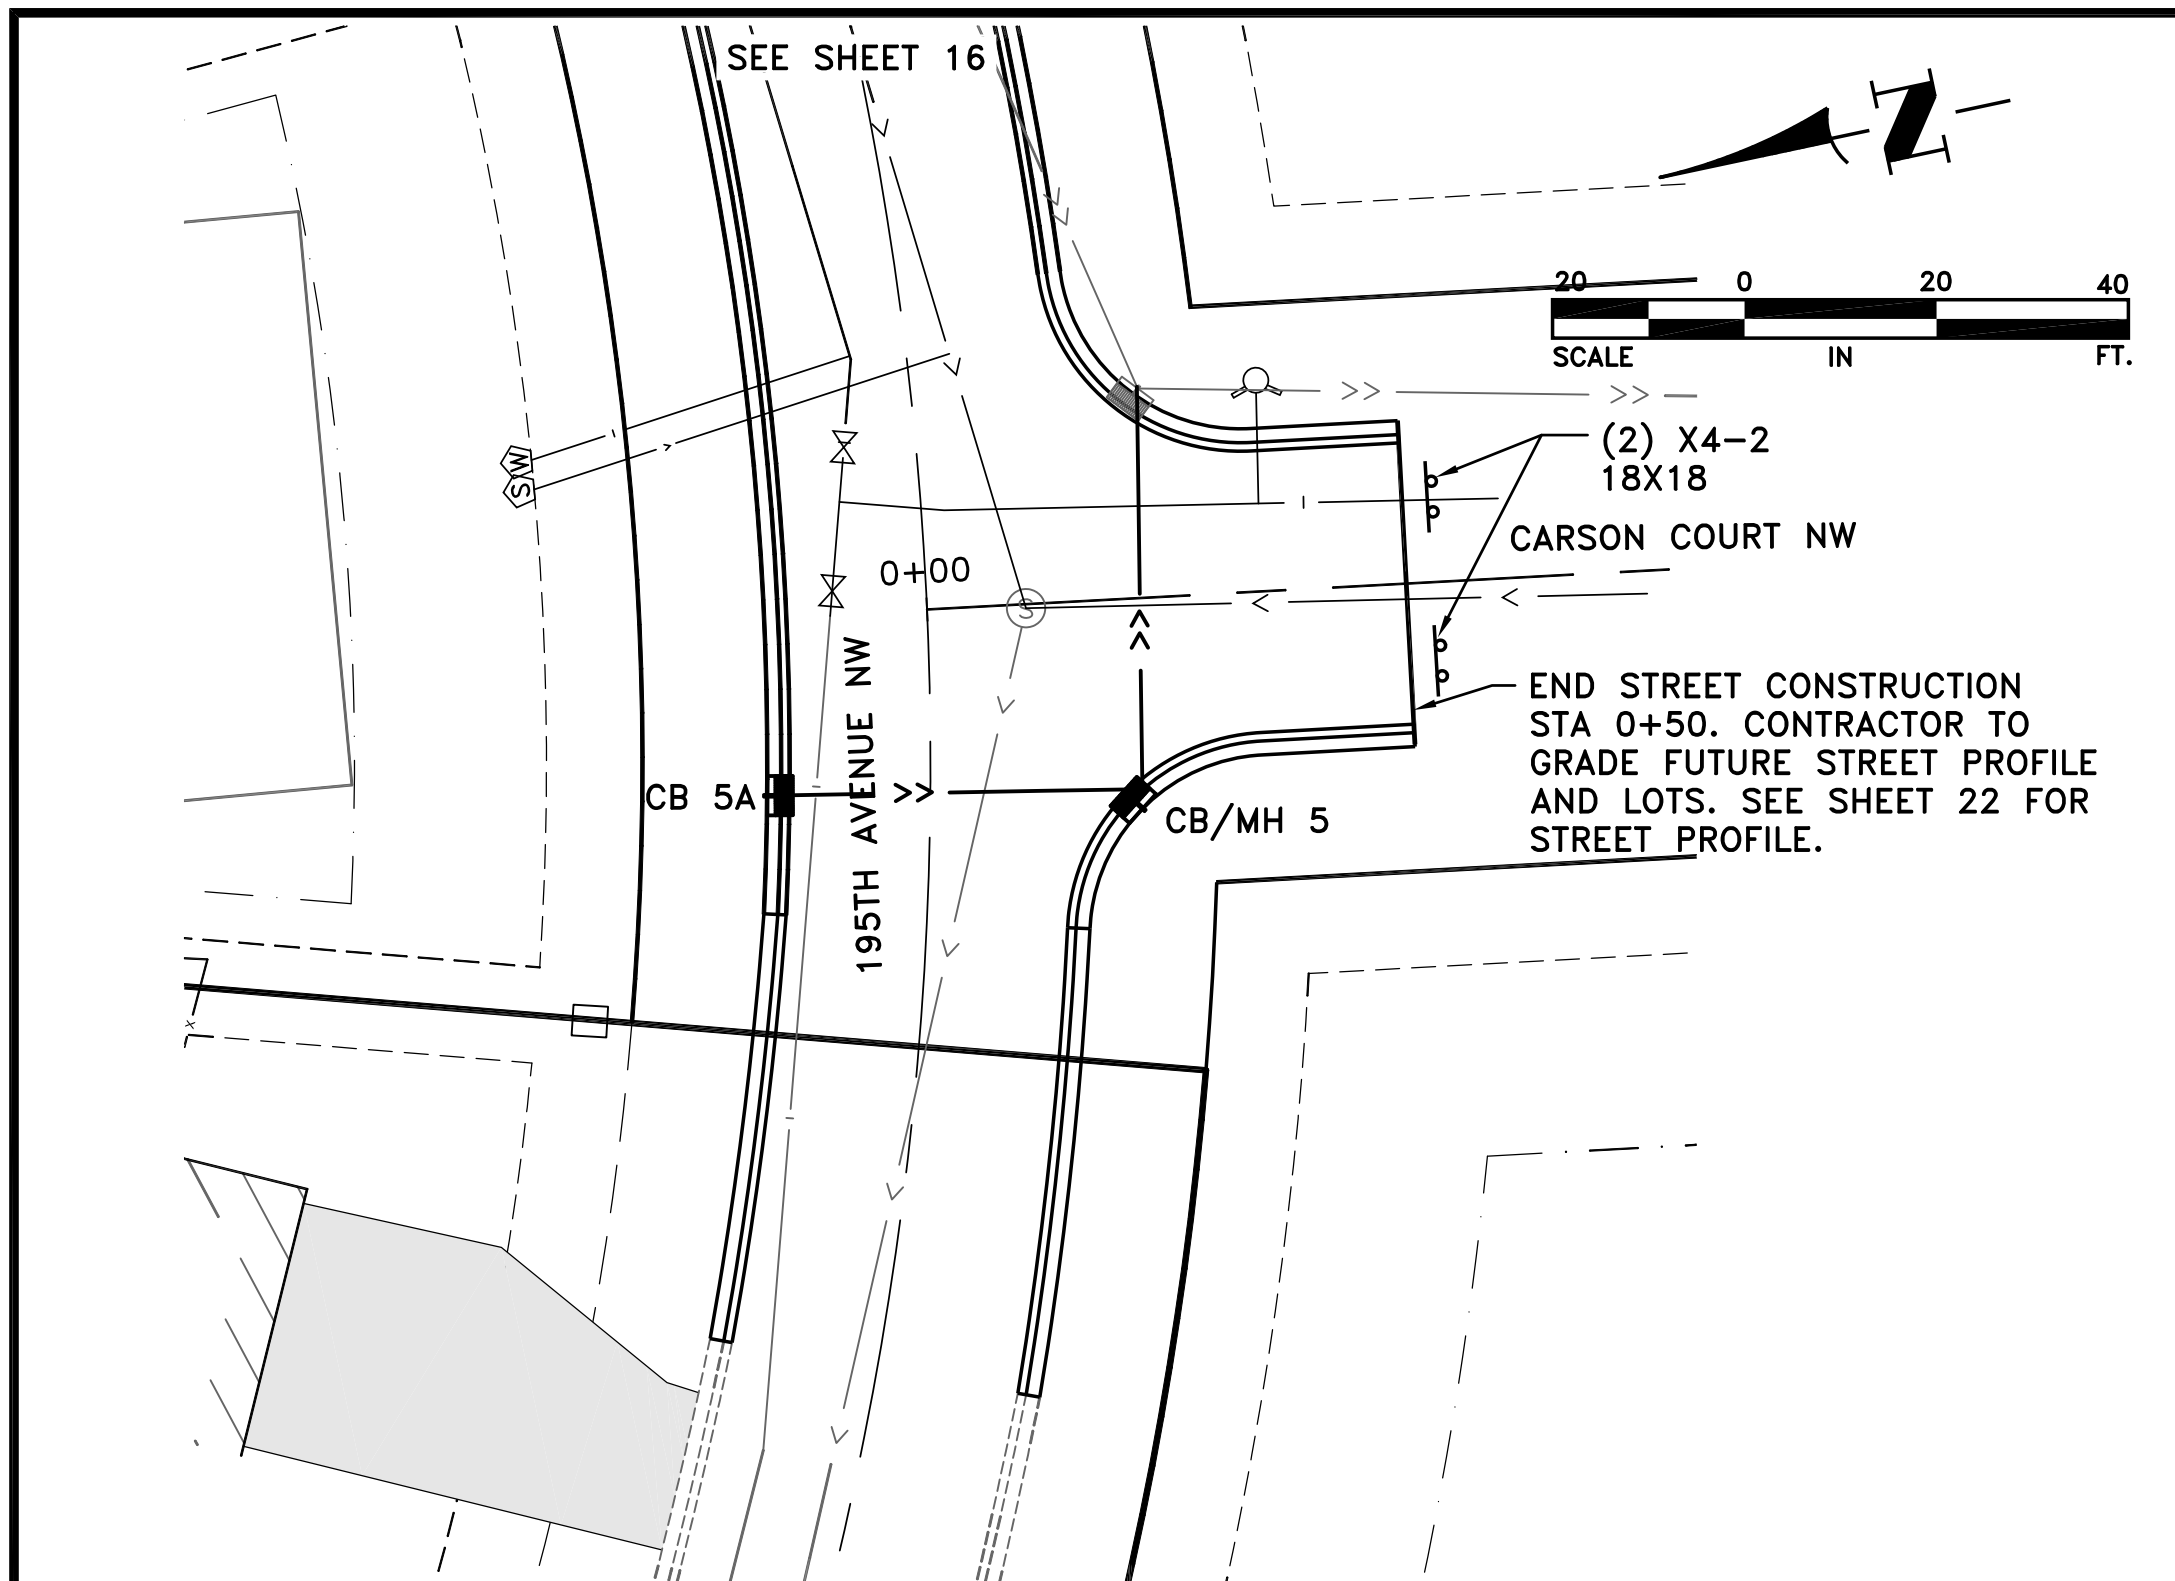 SEE SHEET 16
N
20 0 20 40
SCALE IN FT.
(2) X4-2
18X18
W
S
CARSON COURT NW
0+00
S
195TH AVENUE NW
END STREET CONSTRUCTION
STA 0+50. CONTRACTOR TO
GRADE FUTURE STREET PROFILE
AND LOTS. SEE SHEET 22 FOR
STREET PROFILE.
CB 5A
CB/MH 5